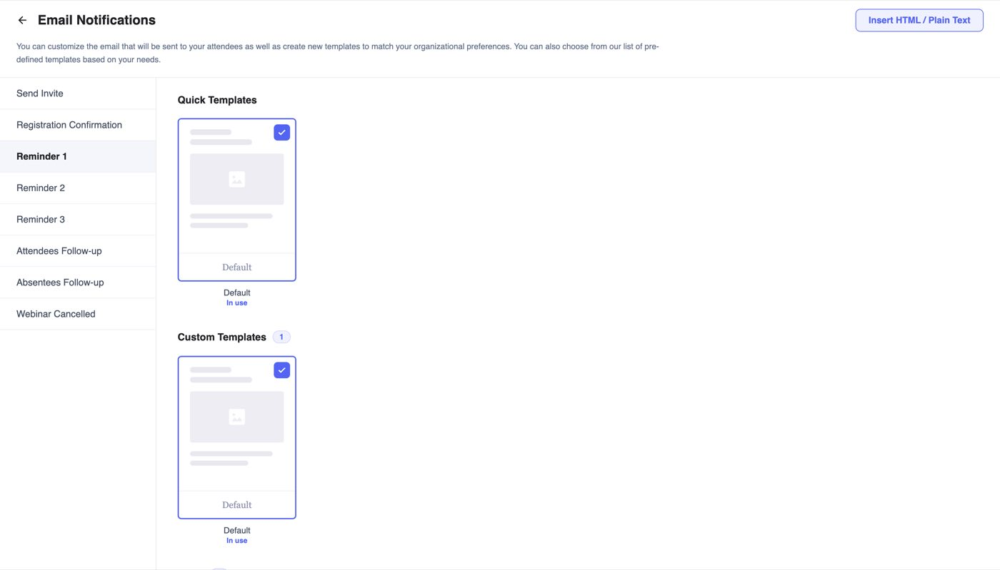 Email Notifications
Insert HTML / Plain Text
You can customize the email that will be sent to your attendees as well as create new templates to match your organizational preferences. You can also choose from our list of pre-
defined templates based on your needs.
Send Invite
Registration Confirmation
Reminder 1
Reminder 2
Reminder 3
Attendees Follow-up
Absentees Follow-up
Webinar Cancelled
Quick Templates
Default
Default
In use
Custom Templates 1
Default
Default
In use